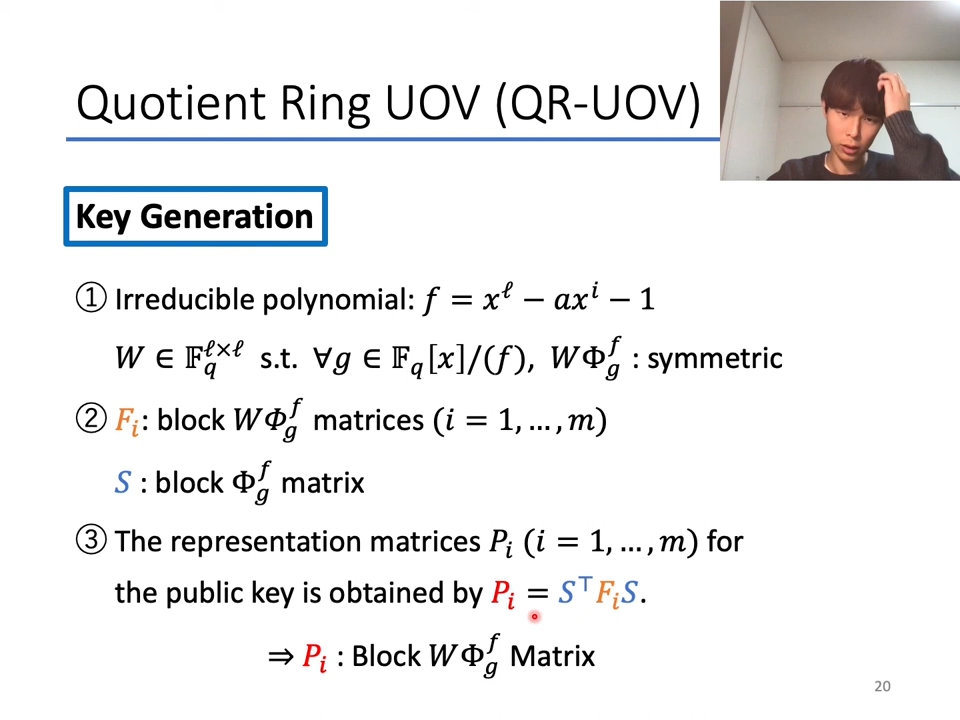 Quotient Ring UOV (QR-UOV)
Key Generation
① Irreducible polynomial: 𝑓 = 𝑥^ℓ − 𝑎𝑥^𝑖 − 1
𝑊 ∈ 𝔽_𝑞^{ℓ×ℓ} s.t. ∀𝑔 ∈ 𝔽_𝑞[𝑥]/(𝑓), 𝑊Φ_𝑔^𝑓 : symmetric
② 𝐹_𝑖: block 𝑊𝛷_𝑔^𝑓 matrices (𝑖 = 1, … , 𝑚)
𝑆 : block Φ_𝑔^𝑓 matrix
③ The representation matrices 𝑃_𝑖 (𝑖 = 1, … , 𝑚) for
the public key is obtained by 𝑃_𝑖 = 𝑆^⊤𝐹_𝑖𝑆.
⇒ 𝑃_𝑖 : Block 𝑊Φ_𝑔^𝑓 Matrix
20